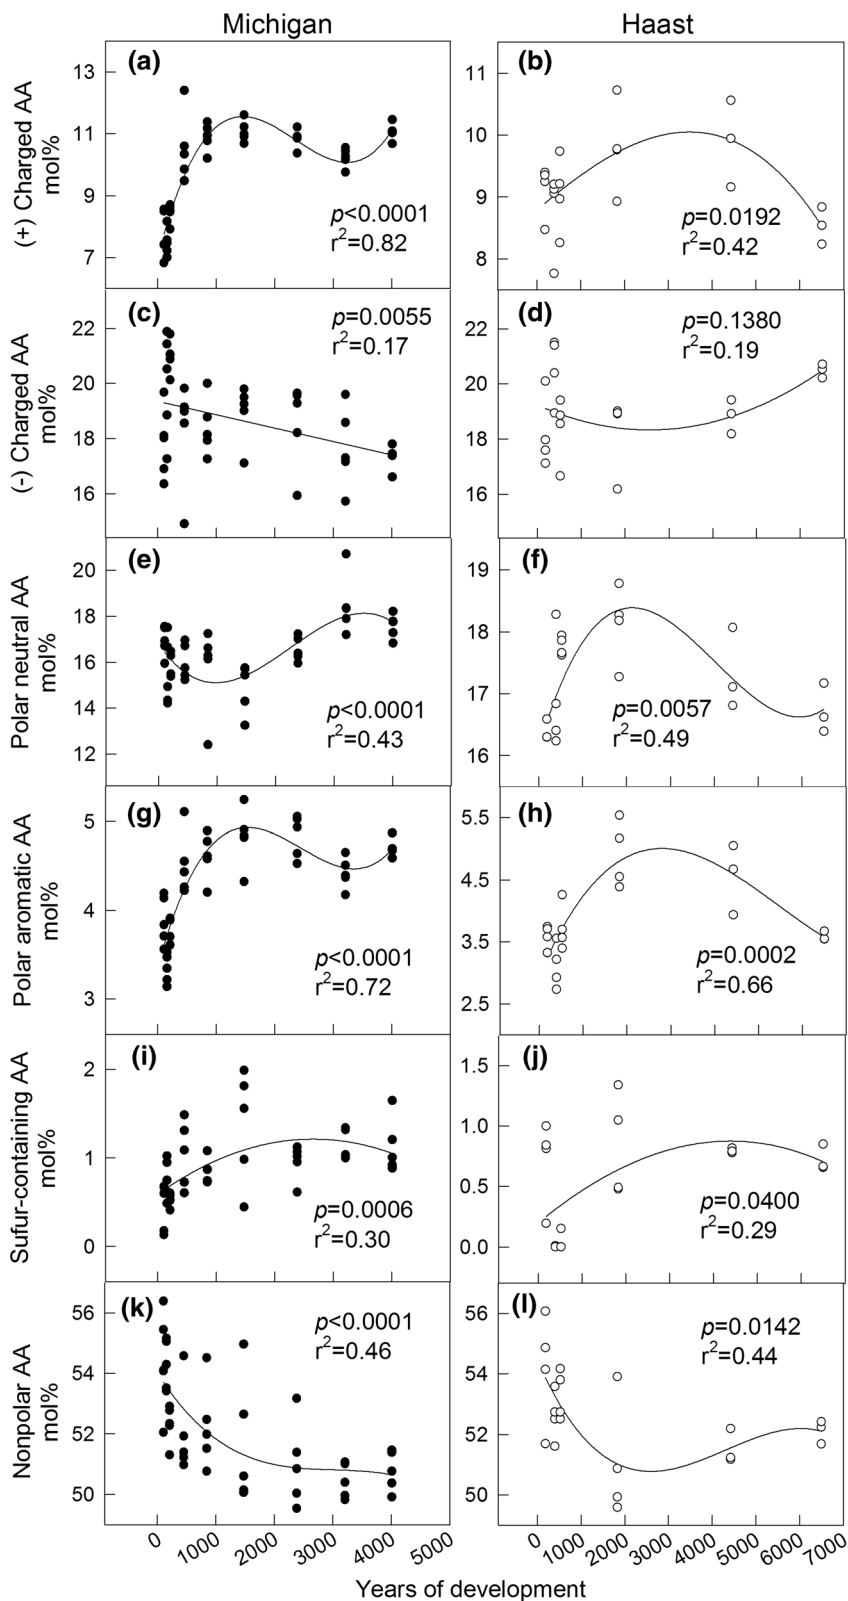 Michigan
Haast
(+) Charged AA
mol%
(a)
13
11
9
7
p<0.0001
r²=0.82
(b)
11
10
9
8
p=0.0192
r²=0.42
(-) Charged AA
mol%
(c)
22
20
18
16
p=0.0055
r²=0.17
(d)
22
20
18
16
p=0.1380
r²=0.19
Polar neutral AA
mol%
(e)
20
18
16
14
12
p<0.0001
r²=0.43
(f)
19
18
17
16
p=0.0057
r²=0.49
Polar aromatic AA
mol%
(g)
5
4
3
p<0.0001
r²=0.72
(h)
5.5
4.5
3.5
2.5
p=0.0002
r²=0.66
Sufur-containing AA
mol%
(i)
2
1
0
p=0.0006
r²=0.30
(j)
1.5
1.0
0.5
0.0
p=0.0400
r²=0.29
Nonpolar AA
mol%
(k)
56
54
52
50
p<0.0001
r²=0.46
(l)
56
54
52
50
p=0.0142
r²=0.44
0 1000 2000 3000 4000 5000
0 1000 2000 3000 4000 5000 6000 7000
Years of development